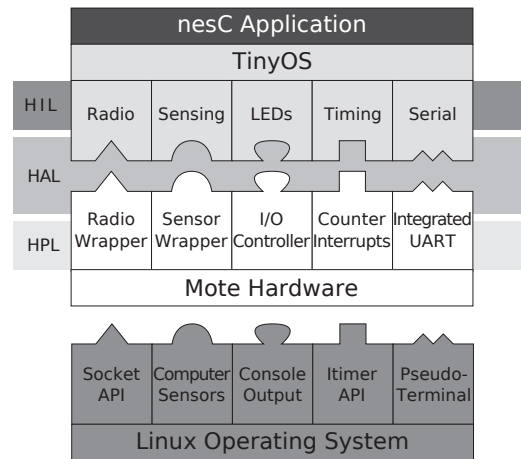 nesC Application
TinyOS
HIL
Radio Sensing LEDs Timing Serial
HAL
Radio Wrapper
Sensor Wrapper
I/O Controller
Counter Interrupts
Integrated UART
HPL
Mote Hardware
Socket API
Computer Sensors
Console Output
Itimer API
Pseudo-Terminal
Linux Operating System